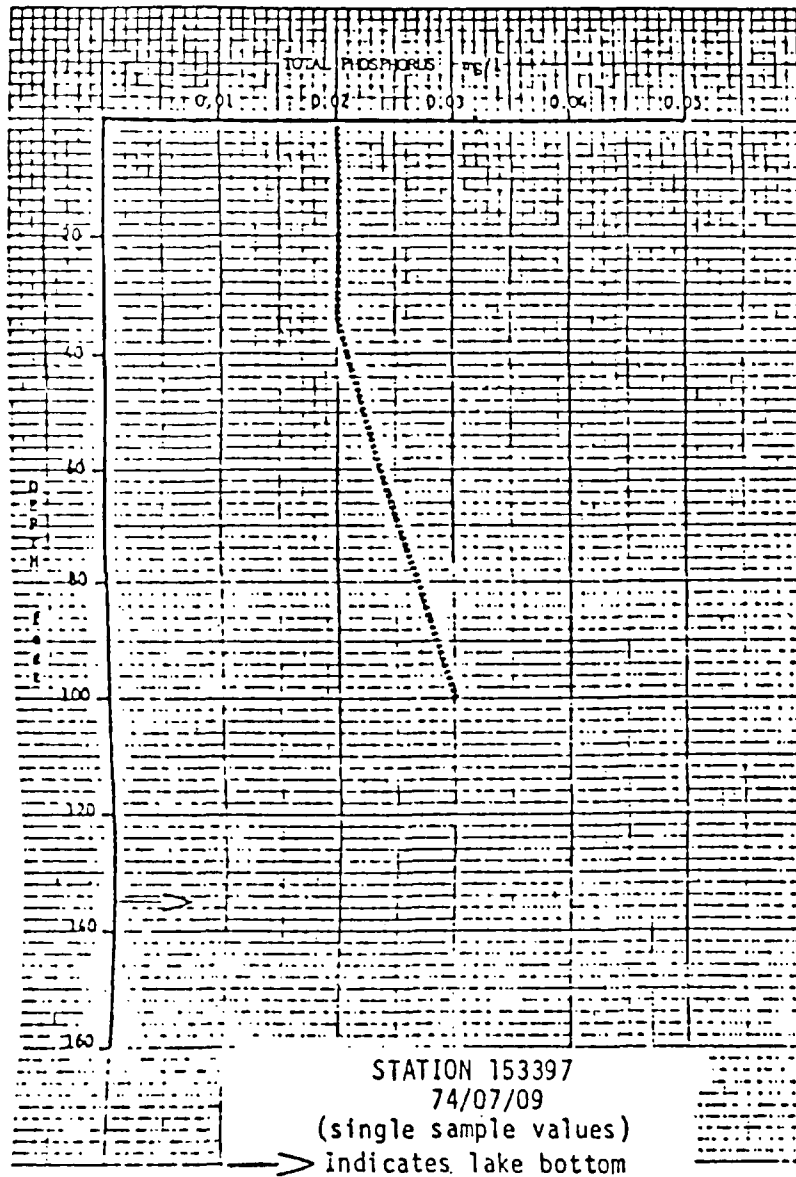 TOTAL PHOSPHORUS mg/l
0.01 0.02 0.03 0.04 0.05
20
40
60
DEPTH
80
Feet
100
120
140
160
STATION 153397
74/07/09
(single sample values)
Indicates lake bottom